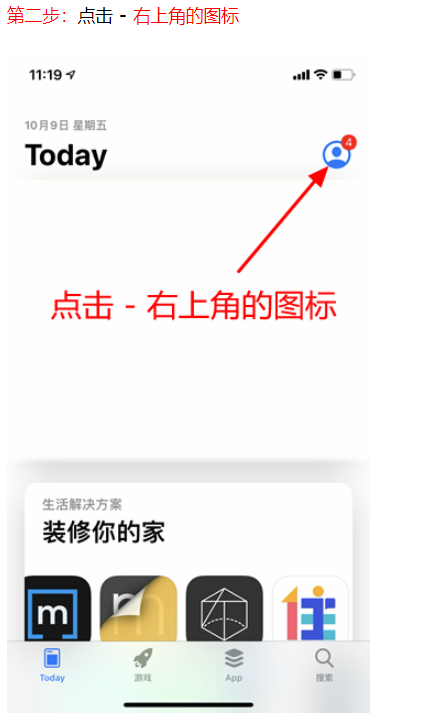 第二步：点击 - 右上角的图标
11:19
10月9日 星期五
Today
4
点击 - 右上角的图标
生活解决方案
装修你的家
m
m
Today
游戏
App
搜索